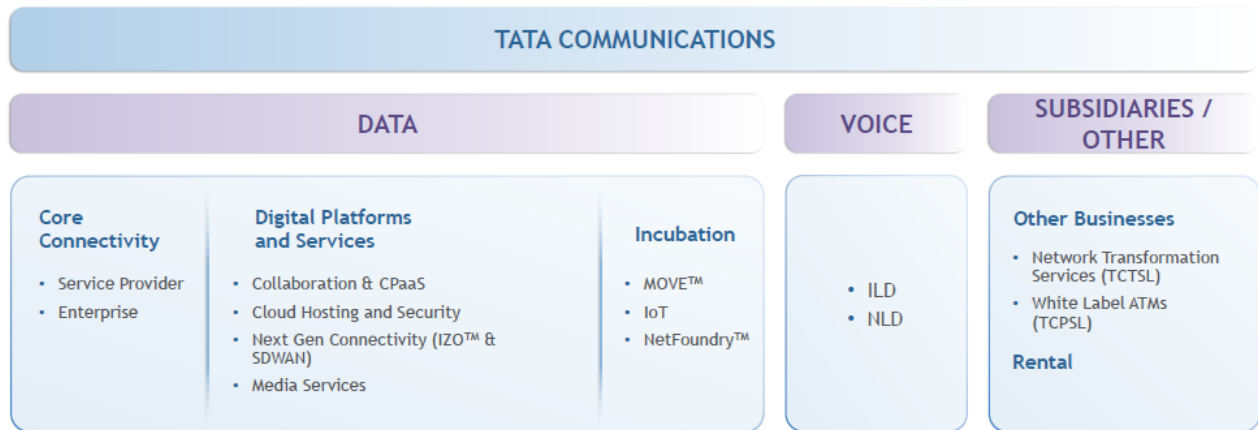 TATA COMMUNICATIONS
DATA
VOICE
SUBSIDIARIES /
OTHER
Core
Connectivity
• Service Provider
• Enterprise
Digital Platforms
and Services
• Collaboration & CPaaS
• Cloud Hosting and Security
• Next Gen Connectivity (IZO™ &
SDWAN)
• Media Services
Incubation
• MOVE™
• IoT
• NetFoundry™
• ILD
• NLD
Other Businesses
• Network Transformation
Services (TCTSL)
• White Label ATMs
(TCPSL)
Rental